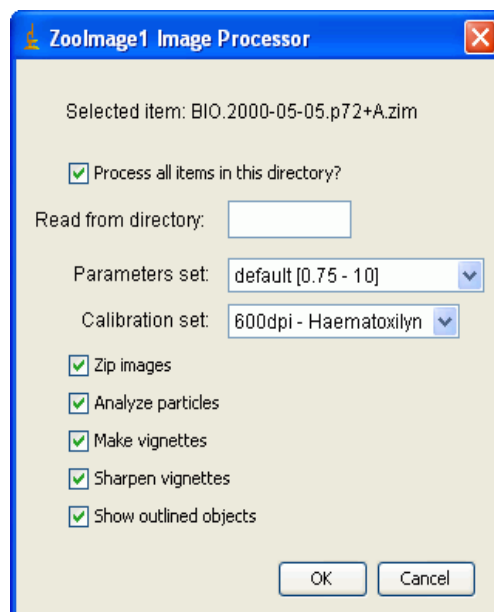 ZooImage1 Image Processor
Selected item: BIO.2000-05-05.p72+A.zim
Process all items in this directory?
Read from directory:
Parameters set: default [0.75 - 10]
Calibration set: 600dpi - Haematoxilyn
Zip images
Analyze particles
Make vignettes
Sharpen vignettes
Show outlined objects
OK Cancel